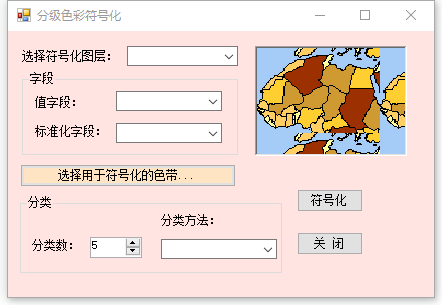 分级色彩符号化
选择符号化图层：
字段
值字段：
标准化字段：
选择用于符号化的色带...
分类
分类方法：
分类数： 5
符号化
关 闭